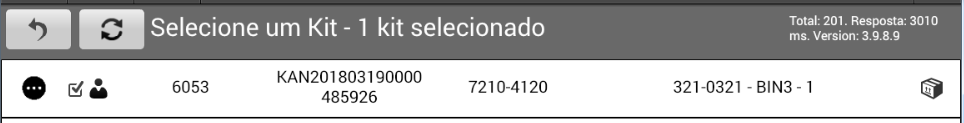 Selecione um Kit - 1 kit selecionado
Total: 201. Resposta: 3010
ms. Version: 3.9.8.9
6053
KAN201803190000
485926
7210-4120
321-0321 - BIN3 - 1